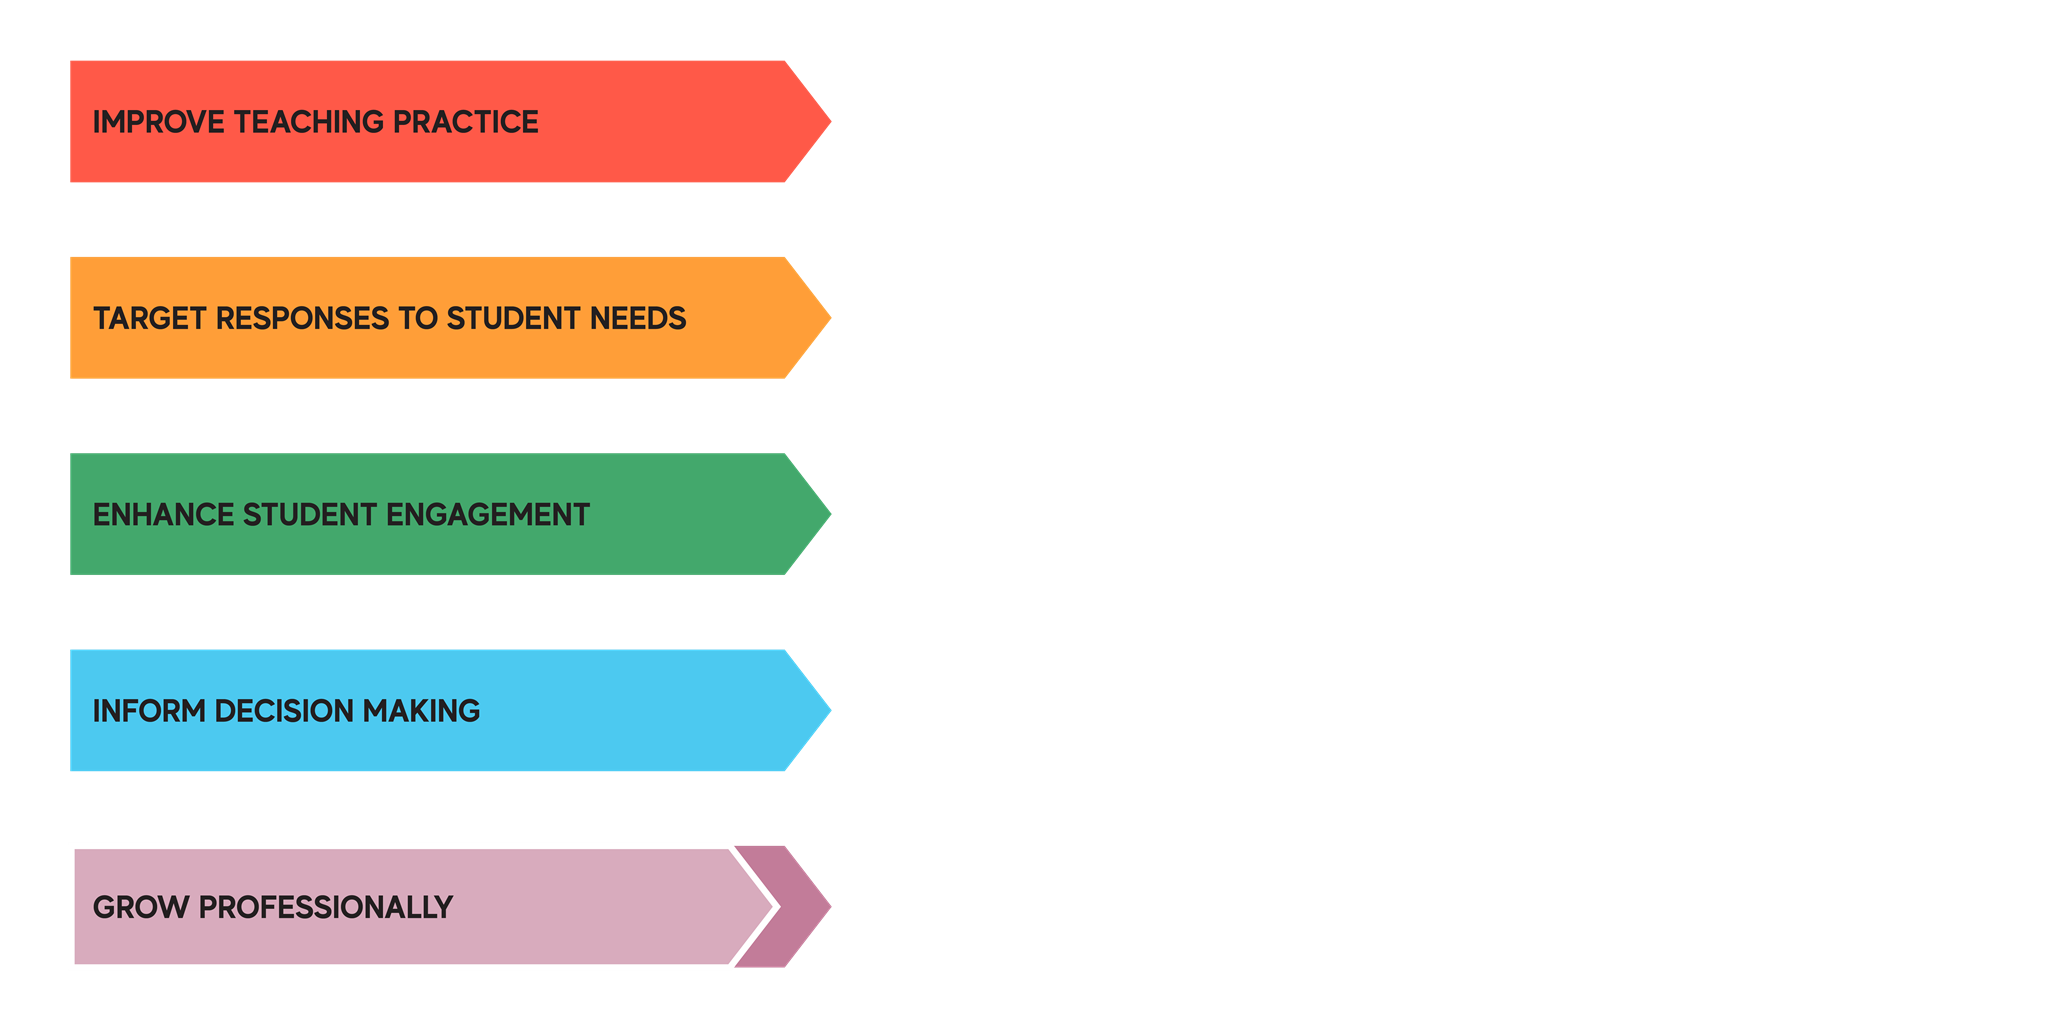 IMPROVE TEACHING PRACTICE
TARGET RESPONSES TO STUDENT NEEDS
ENHANCE STUDENT ENGAGEMENT
INFORM DECISION MAKING
GROW PROFESSIONALLY